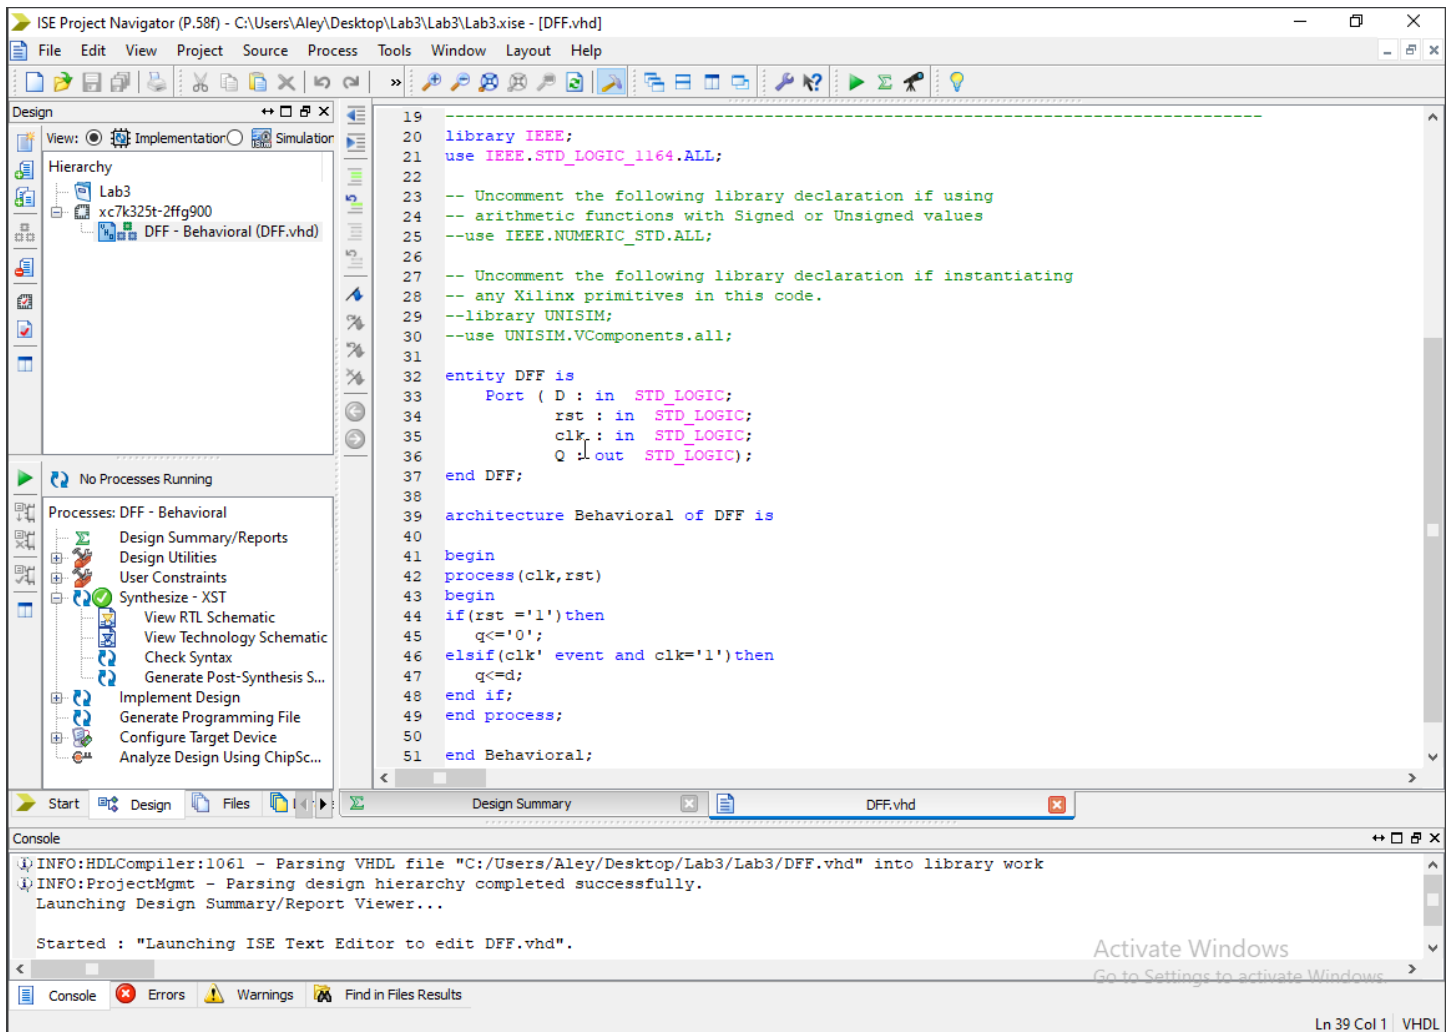 ISE Project Navigator (P.58f) - C:\Users\Aley\Desktop\Lab3\Lab3\Lab3.xise - [DFF.vhd]
File Edit View Project Source Process Tools Window Layout Help
Design
View: Implementation Simulation
Hierarchy
Lab3
xc7k325t-2ffg900
DFF - Behavioral (DFF.vhd)
No Processes Running
Processes: DFF - Behavioral
Design Summary/Reports
Design Utilities
User Constraints
Synthesize - XST
View RTL Schematic
View Technology Schematic
Check Syntax
Generate Post-Synthesis S...
Implement Design
Generate Programming File
Configure Target Device
Analyze Design Using ChipSc...
Start Design Files
19 ----------------------------------------------------------------------------------
20 library IEEE;
21 use IEEE.STD_LOGIC_1164.ALL;
22
23 -- Uncomment the following library declaration if using
24 -- arithmetic functions with Signed or Unsigned values
25 --use IEEE.NUMERIC_STD.ALL;
26
27 -- Uncomment the following library declaration if instantiating
28 -- any Xilinx primitives in this code.
29 --library UNISIM;
30 --use UNISIM.VComponents.all;
31
32 entity DFF is
33 Port ( D : in STD_LOGIC;
34 rst : in STD_LOGIC;
35 clk : in STD_LOGIC;
36 Q : out STD_LOGIC);
37 end DFF;
38
39 architecture Behavioral of DFF is
40
41 begin
42 process(clk,rst)
43 begin
44 if(rst ='1')then
45 q<='0';
46 elsif(clk' event and clk='1')then
47 q<=d;
48 end if;
49 end process;
50
51 end Behavioral;
Design Summary DFF.vhd
Console
INFO:HDLCompiler:1061 - Parsing VHDL file "C:/Users/Aley/Desktop/Lab3/Lab3/DFF.vhd" into library work
INFO:ProjectMgmt - Parsing design hierarchy completed successfully.
Launching Design Summary/Report Viewer...
Started : "Launching ISE Text Editor to edit DFF.vhd".
Activate Windows
Go to Settings to activate Windows.
Console Errors Warnings Find in Files Results
Ln 39 Col 1 VHDL